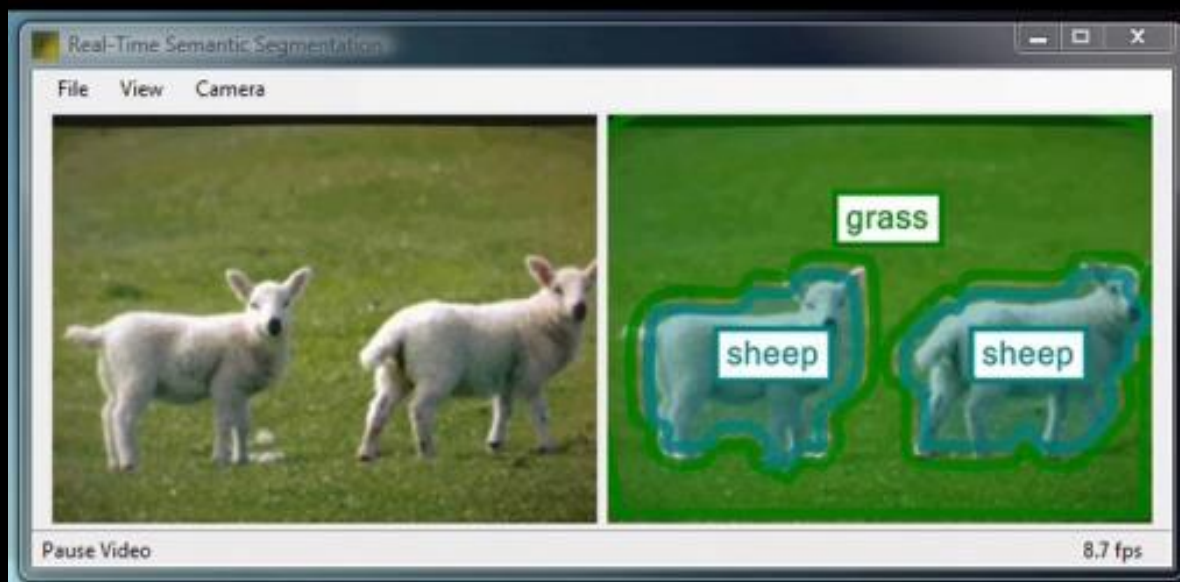 Real-Time Semantic Segmentation
File View Camera
grass
sheep sheep
Pause Video 8.7 fps